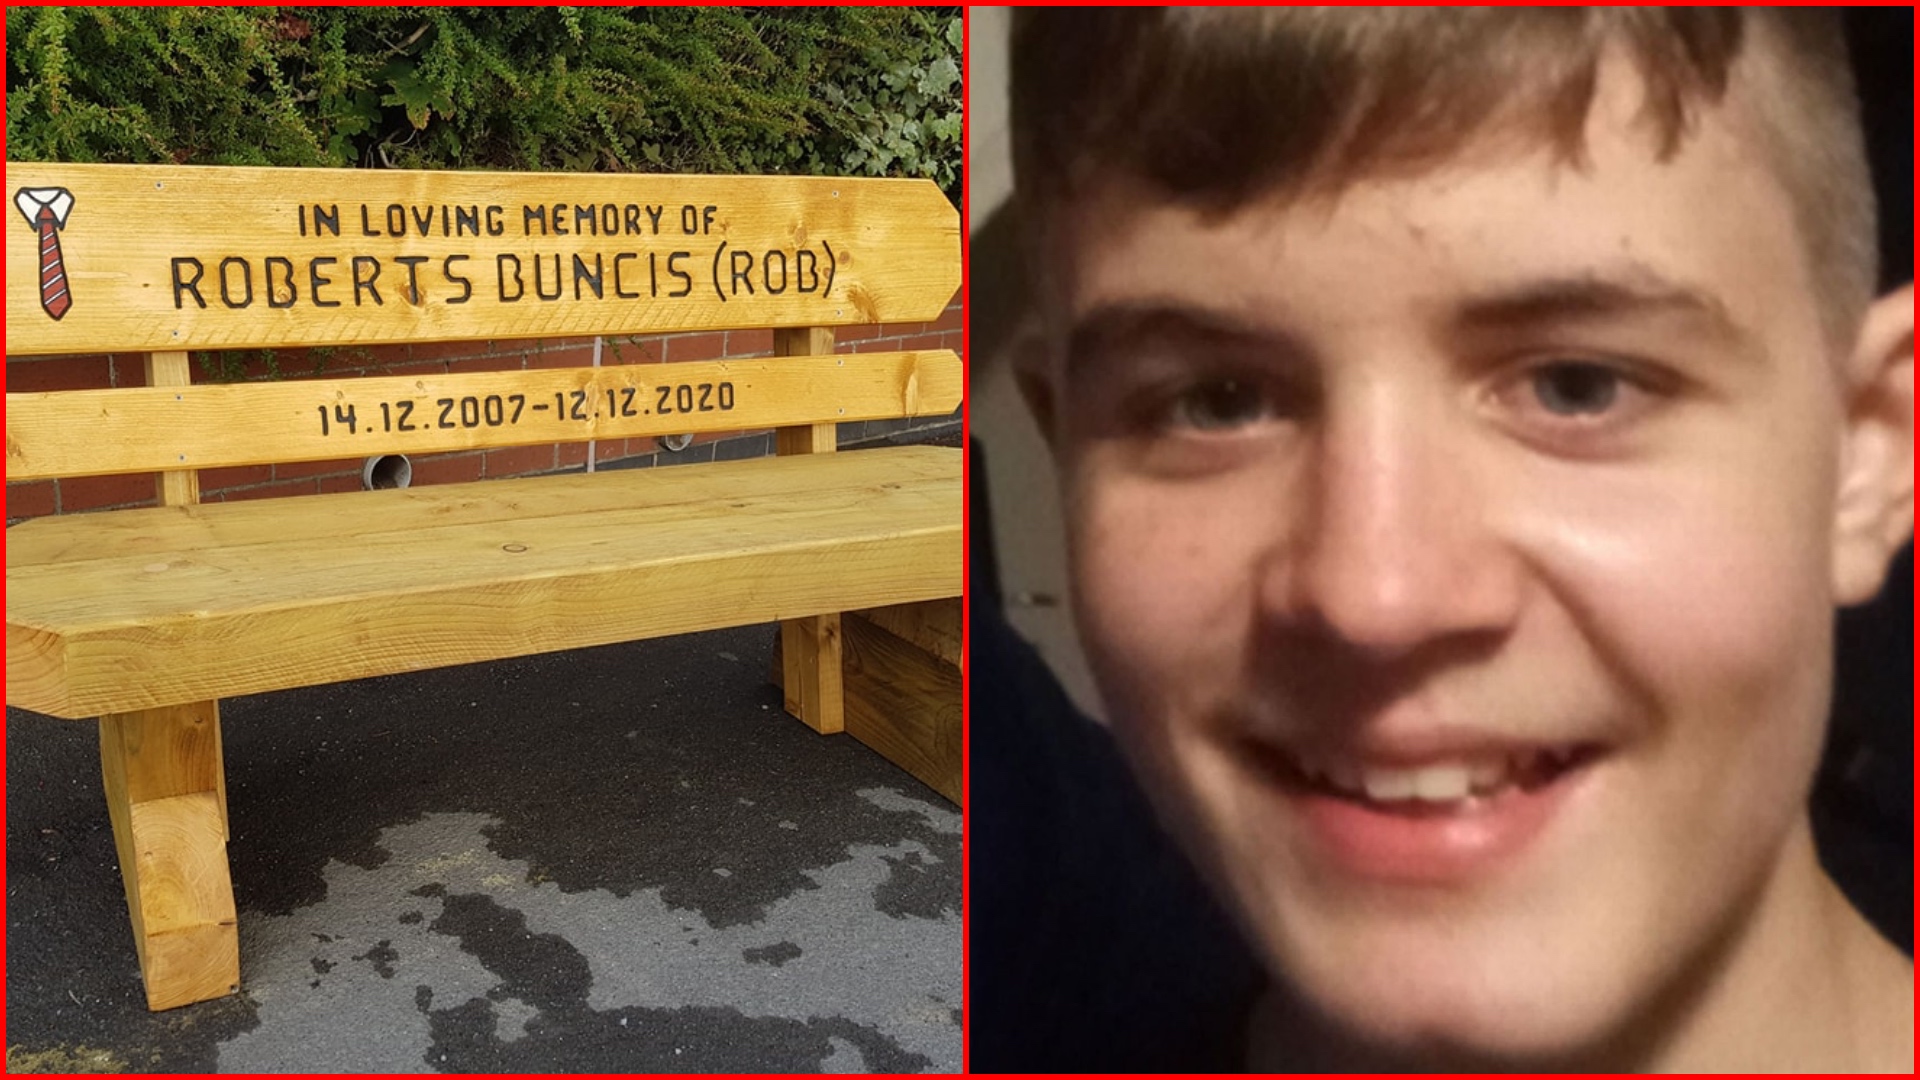 IN LOVING MEMORY OF
ROBERTS BUNCIS (ROB)
14.12.2007-12.12.2020